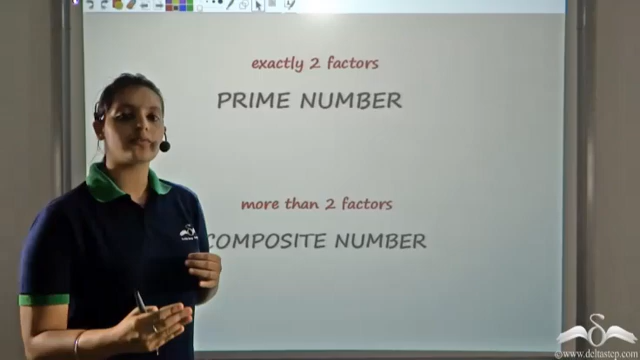 exactly 2 factors
PRIME NUMBER
more than 2 factors
COMPOSITE NUMBER
©www.deltastep.com